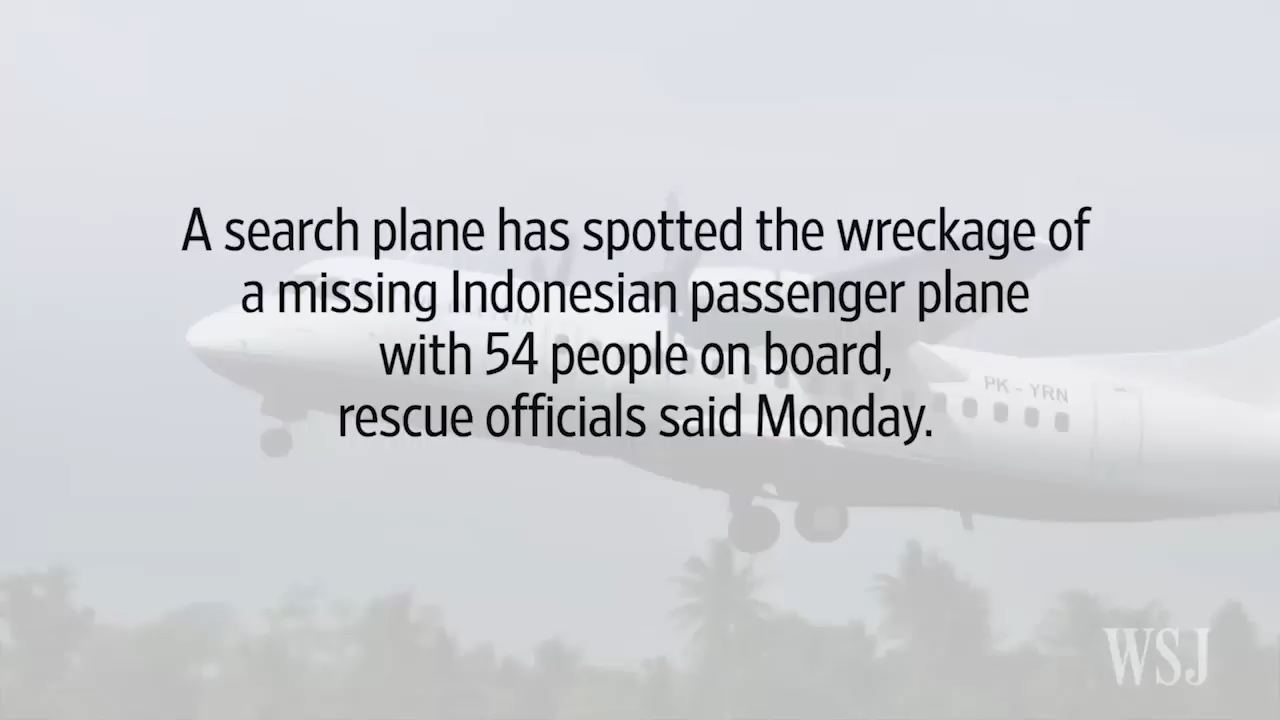 A search plane has spotted the wreckage of
a missing Indonesian passenger plane
with 54 people on board,
rescue officials said Monday.
PK-YRN
WSJ